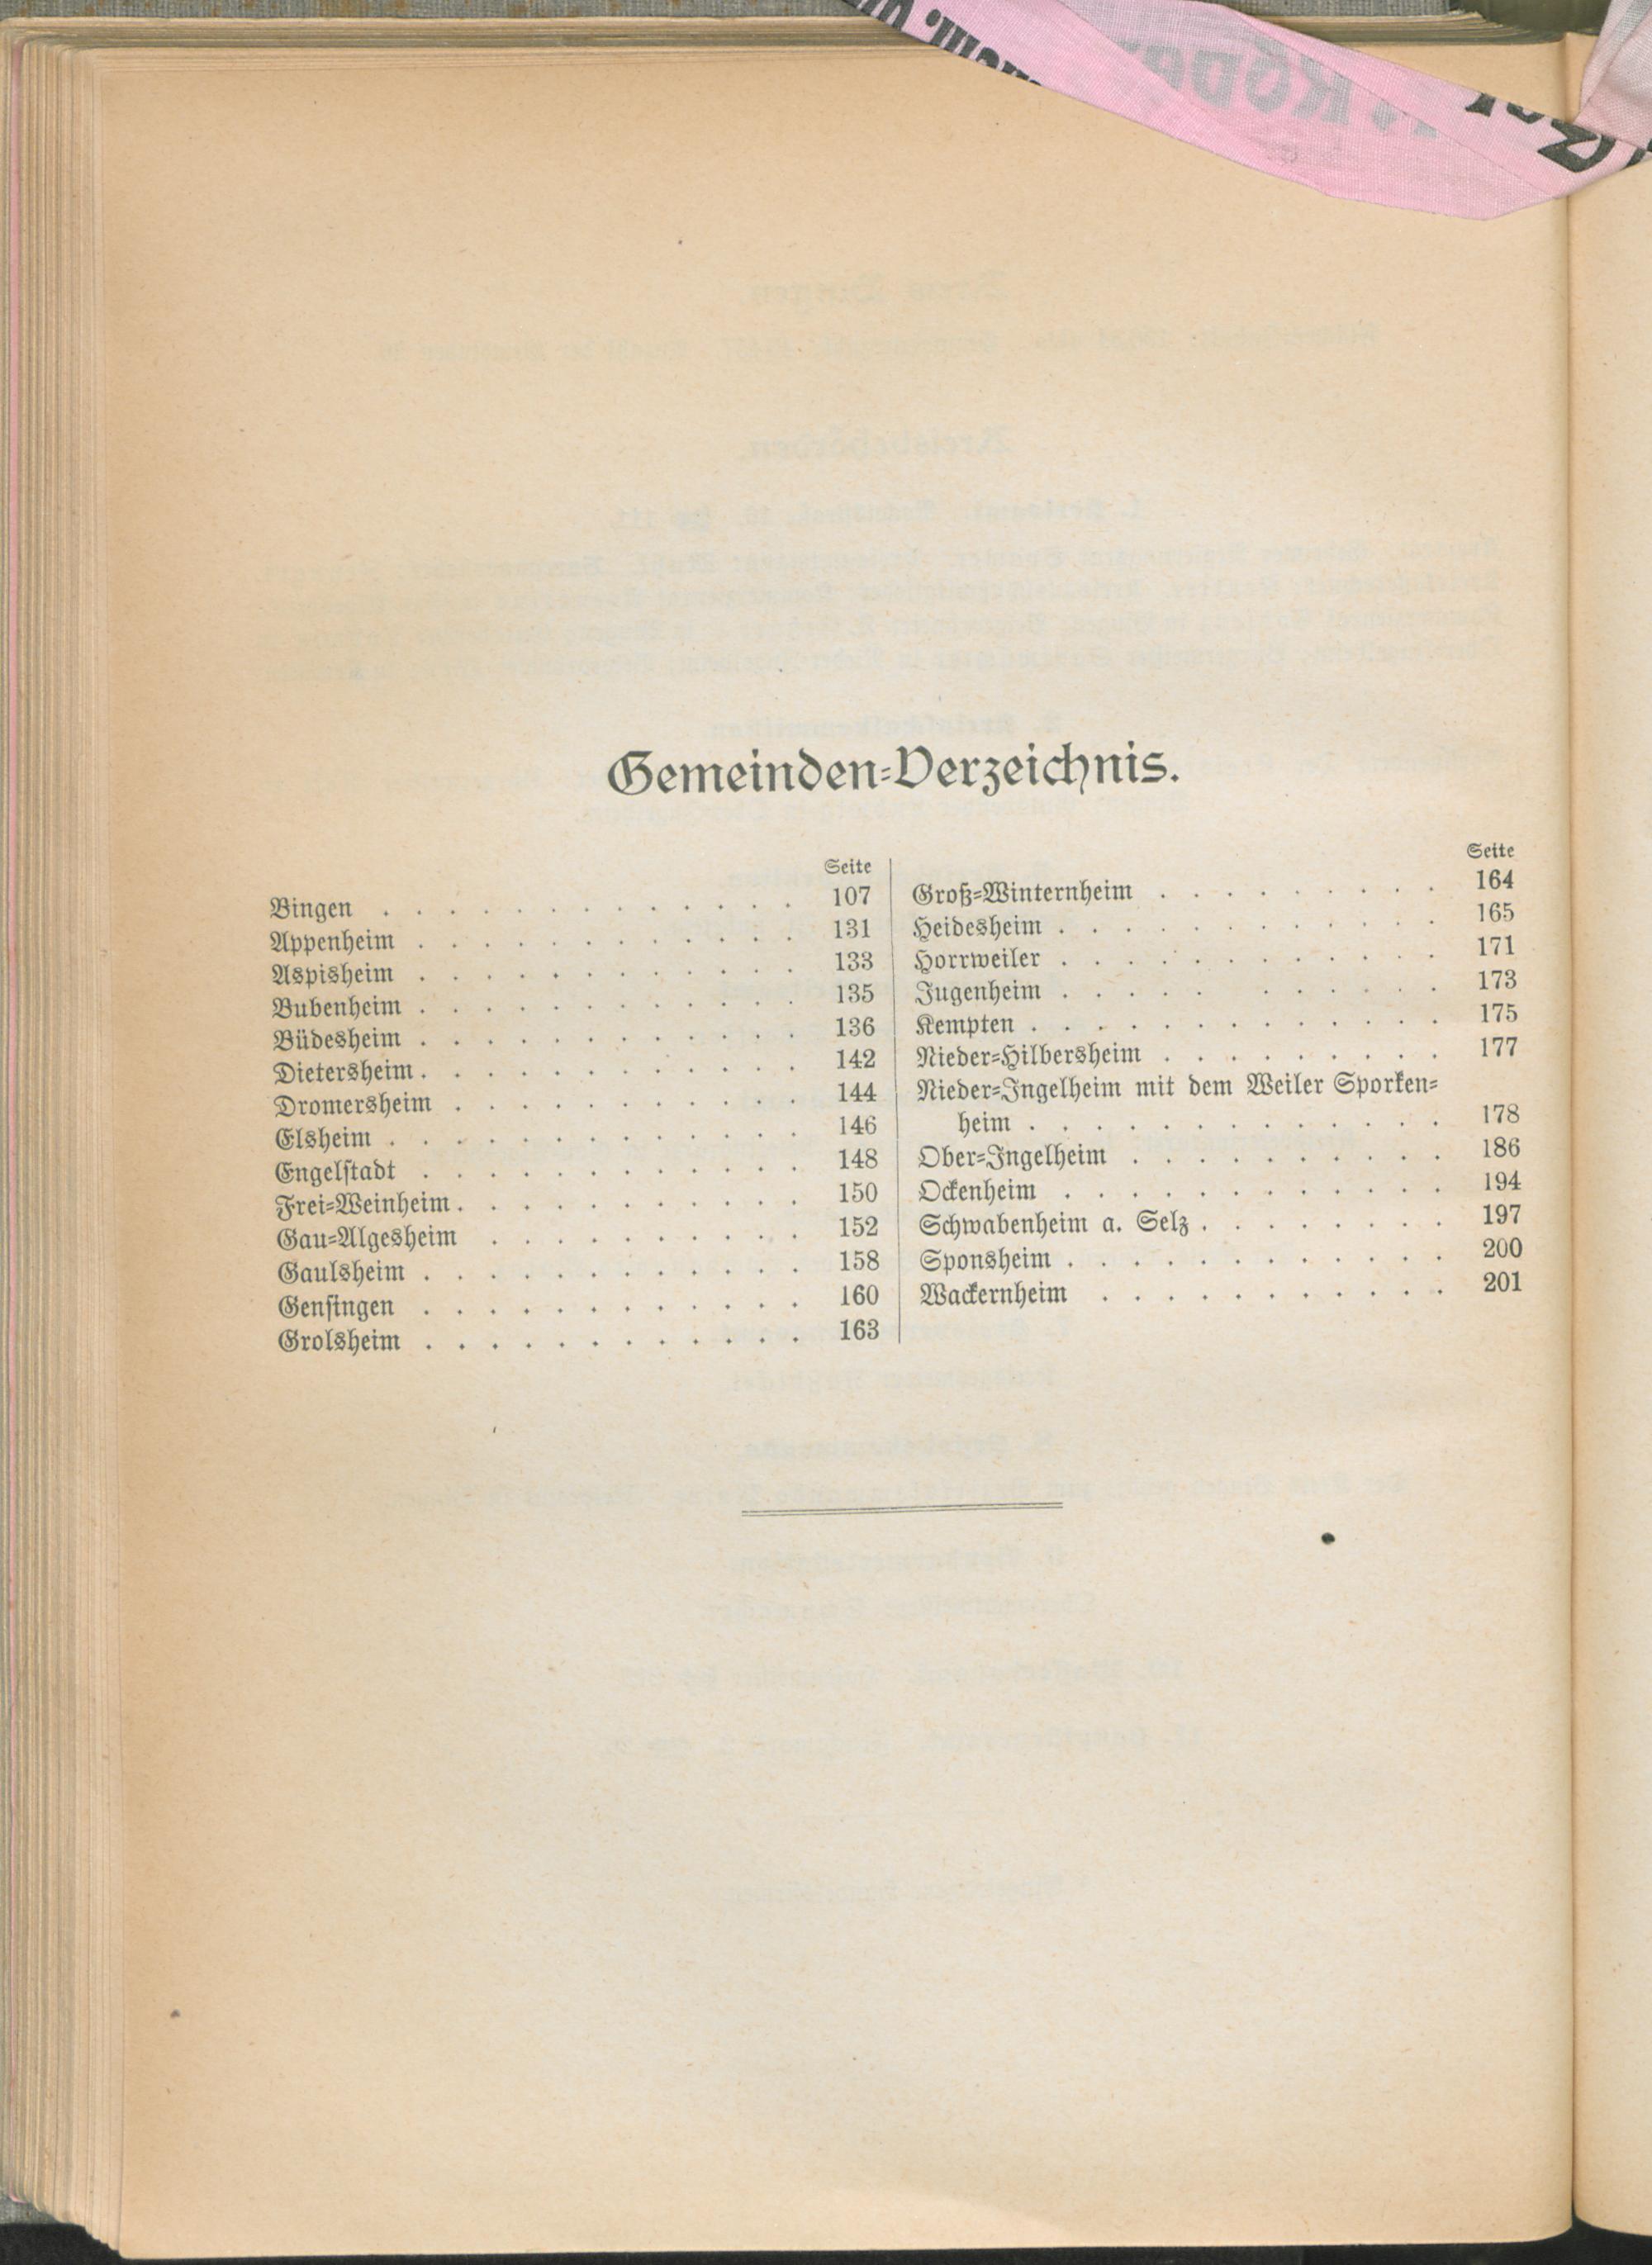 Gemeinden-Verzeichnis.
Seite
Bingen . . . . . . . . . . . . . 107
Appenheim . . . . . . . . . . . . 131
Aspisheim . . . . . . . . . . . . 133
Bubenheim . . . . . . . . . . . . 135
Büdesheim . . . . . . . . . . . . 136
Dietersheim . . . . . . . . . . . . 142
Dromersheim . . . . . . . . . . . 144
Elsheim . . . . . . . . . . . . . 146
Engelstadt . . . . . . . . . . . . 148
Frei-Weinheim . . . . . . . . . . . 150
Gau-Algesheim . . . . . . . . . . 152
Gaulsheim . . . . . . . . . . . . 158
Gensingen . . . . . . . . . . . . 160
Grolsheim . . . . . . . . . . . . 163
Seite
Groß-Winternheim . . . . . . . . . 164
Heidesheim . . . . . . . . . . . . 165
Horrweiler . . . . . . . . . . . . 171
Jugenheim . . . . . . . . . . . 173
Kempten . . . . . . . . . . . . . 175
Nieder-Hilbersheim . . . . . . . . . 177
Nieder-Ingelheim mit dem Weiler Sporken-
heim . . . . . . . . . . . . . 178
Ober-Ingelheim . . . . . . . . . . 186
Ockenheim . . . . . . . . . . . . 194
Schwabenheim a. Selz . . . . . . . . 197
Sponsheim . . . . . . . . . . . . 200
Wackernheim . . . . . . . . . . . 201